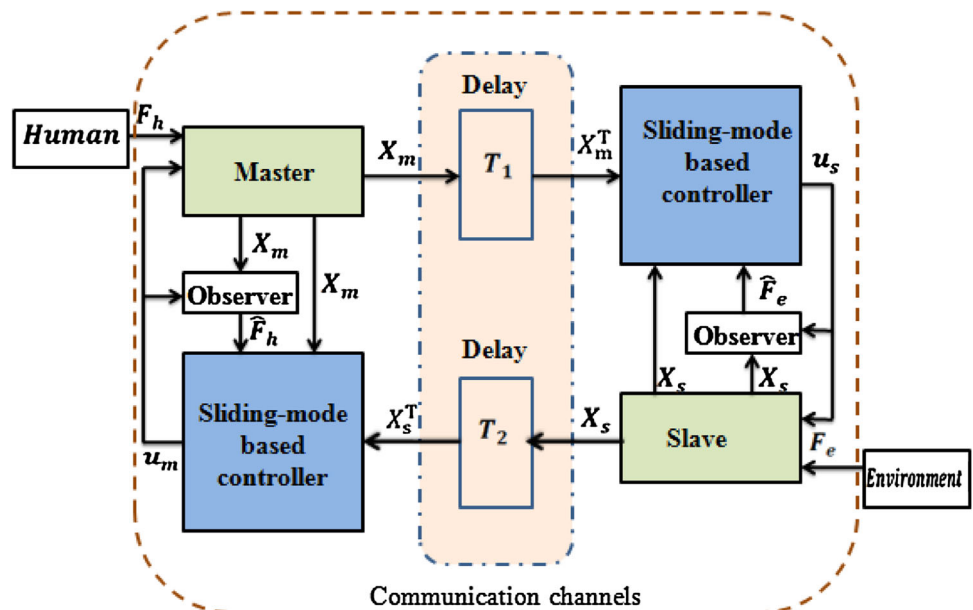 Delay
Human
F_h
Master
X_m
T_1
X_m^T
Sliding-mode
based
controller
u_s
X_m
X_m
Observer
F̂_h
F̂_e
Observer
Delay
X_s
X_s
Sliding-mode
based
controller
u_m
X_s^T
T_2
X_s
Slave
F_e
Environment
Communication channels